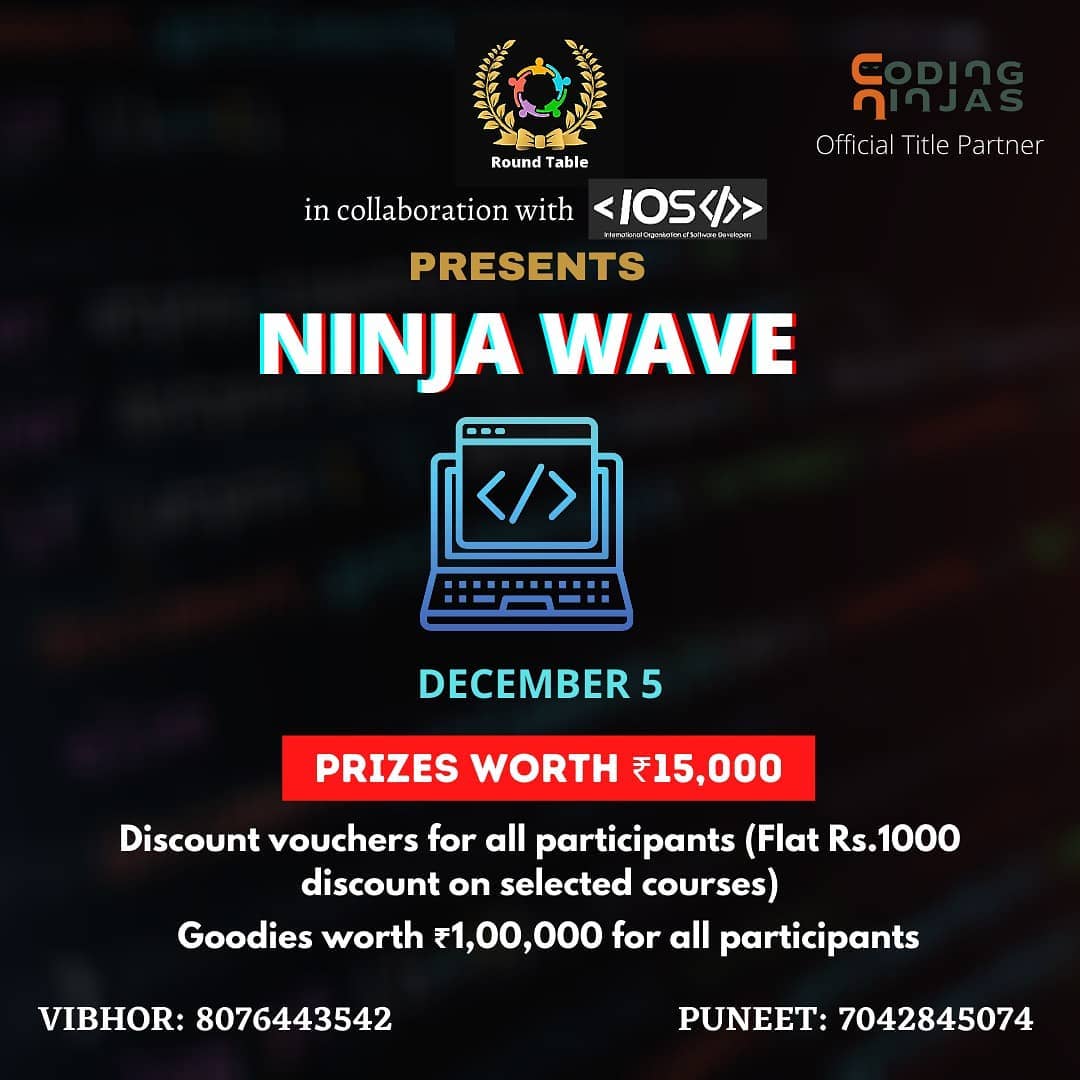 Round Table
CODING
NINJAS
Official Title Partner
in collaboration with <IOS</>>
International Organisation of Software Developers
PRESENTS
NINJA WAVE
</>
DECEMBER 5
PRIZES WORTH ₹15,000
Discount vouchers for all participants (Flat Rs.1000
discount on selected courses)
Goodies worth ₹1,00,000 for all participants
VIBHOR: 8076443542
PUNEET: 7042845074